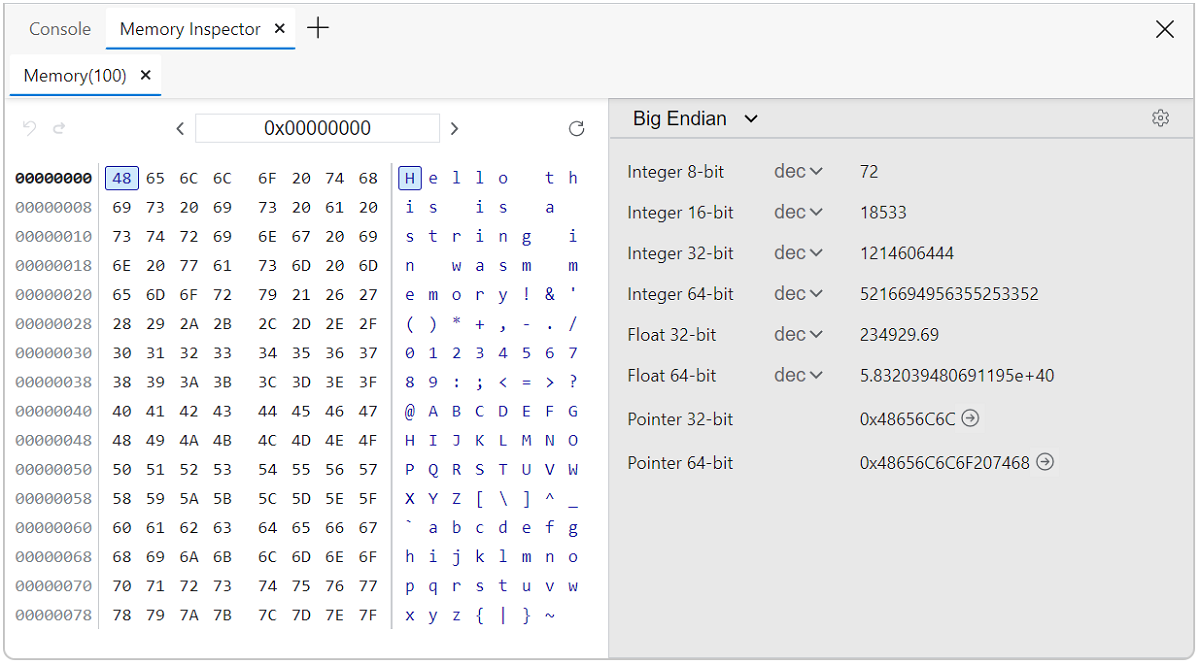 Console Memory Inspector
Memory(100)
0x00000000
Big Endian
00000000 48 65 6C 6C 6F 20 74 68 H e l l o t h
00000008 69 73 20 69 73 20 61 20 i s i s a
00000010 73 74 72 69 6E 67 20 69 s t r i n g i
00000018 6E 20 77 61 73 6D 20 6D n w a s m m
00000020 65 6D 6F 72 79 21 26 27 e m o r y ! & '
00000028 28 29 2A 2B 2C 2D 2E 2F ( ) * + , - . /
00000030 30 31 32 33 34 35 36 37 0 1 2 3 4 5 6 7
00000038 38 39 3A 3B 3C 3D 3E 3F 8 9 : ; < = > ?
00000040 40 41 42 43 44 45 46 47 @ A B C D E F G
00000048 48 49 4A 4B 4C 4D 4E 4F H I J K L M N O
00000050 50 51 52 53 54 55 56 57 P Q R S T U V W
00000058 58 59 5A 5B 5C 5D 5E 5F X Y Z [ \ ] ^ _
00000060 60 61 62 63 64 65 66 67 ` a b c d e f g
00000068 68 69 6A 6B 6C 6D 6E 6F h i j k l m n o
00000070 70 71 72 73 74 75 76 77 p q r s t u v w
00000078 78 79 7A 7B 7C 7D 7E 7F x y z { | } ~
Integer 8-bit dec 72
Integer 16-bit dec 18533
Integer 32-bit dec 1214606444
Integer 64-bit dec 5216694956355253352
Float 32-bit dec 234929.69
Float 64-bit dec 5.832039480691195e+40
Pointer 32-bit 0x48656C6C
Pointer 64-bit 0x48656C6C6F207468